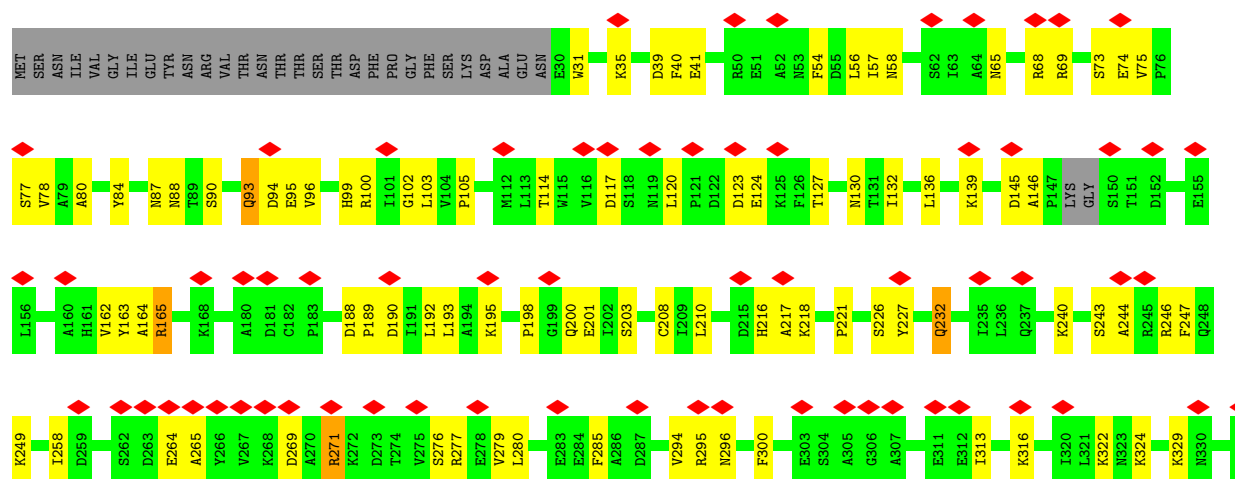 MET SER ASN ILE VAL GLY ILE GLU TYR ASN ARG VAL THR ASN THR THR SER THR ASP PHE PRO GLY PHE SER LYS ASP ALA GLU ASN E30 W31 K35 D39 F40 E41 R50 E51 A52 N53 F54 D55 L56 I57 N58 S62 I63 A64 N65 R68 R69 S73 E74 V75 P76
S77 V78 A79 A80 Y84 N87 N88 T89 S90 Q93 D94 E95 V96 H99 R100 I101 G102 L103 V104 P105 M112 L113 T114 W115 V116 D117 S118 N119 L120 P121 D122 D123 E124 K125 F126 T127 N130 T131 I132 L136 K139 D145 A146 P147 LYS GLY S150 T151 D152 E155
L156 A160 H161 V162 Y163 A164 R165 K168 A180 D181 C182 P183 D188 P189 D190 I191 L192 L193 A194 K195 P198 G199 Q200 E201 I202 S203 C208 I209 L210 D215 H216 A217 K218 P221 S226 Y227 Q232 I235 L236 Q237 K240 S243 A244 R245 R246 F247 Q248
K249 I258 D259 S262 D263 E264 A265 Y266 V267 K268 D269 A270 R271 K272 D273 T274 V275 S276 R277 E278 V279 L280 E283 E284 F285 A286 D287 V294 R295 N296 F300 E303 S304 A305 G306 A307 E311 E312 I313 K316 I320 L321 K322 N323 K324 K329 N330